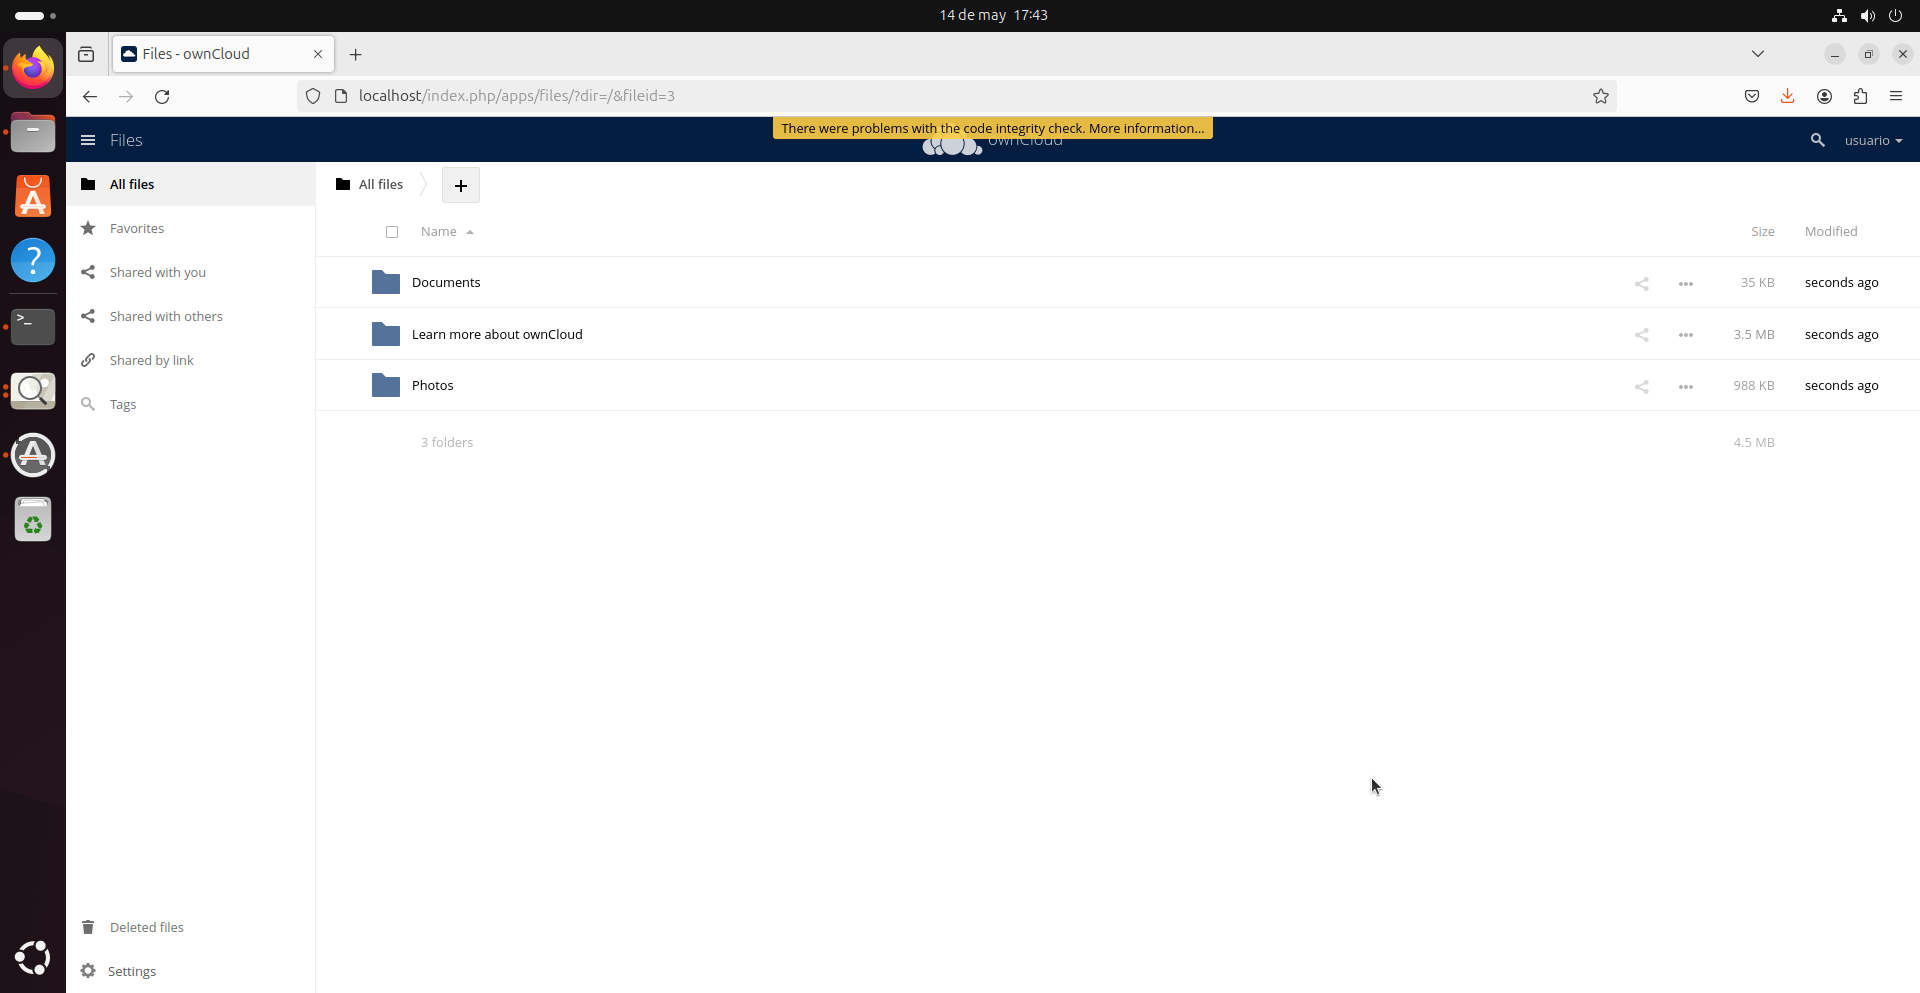 14 de may 17:43
Files - ownCloud
localhost/index.php/apps/files/?dir=/&fileid=3
There were problems with the code integrity check. More information...
Files
ownCloud
usuario
All files
Favorites
Shared with you
Shared with others
Shared by link
Tags
Deleted files
Settings
All files
+
Name
Size
Modified
Documents
35 KB
seconds ago
Learn more about ownCloud
3.5 MB
seconds ago
Photos
988 KB
seconds ago
3 folders
4.5 MB